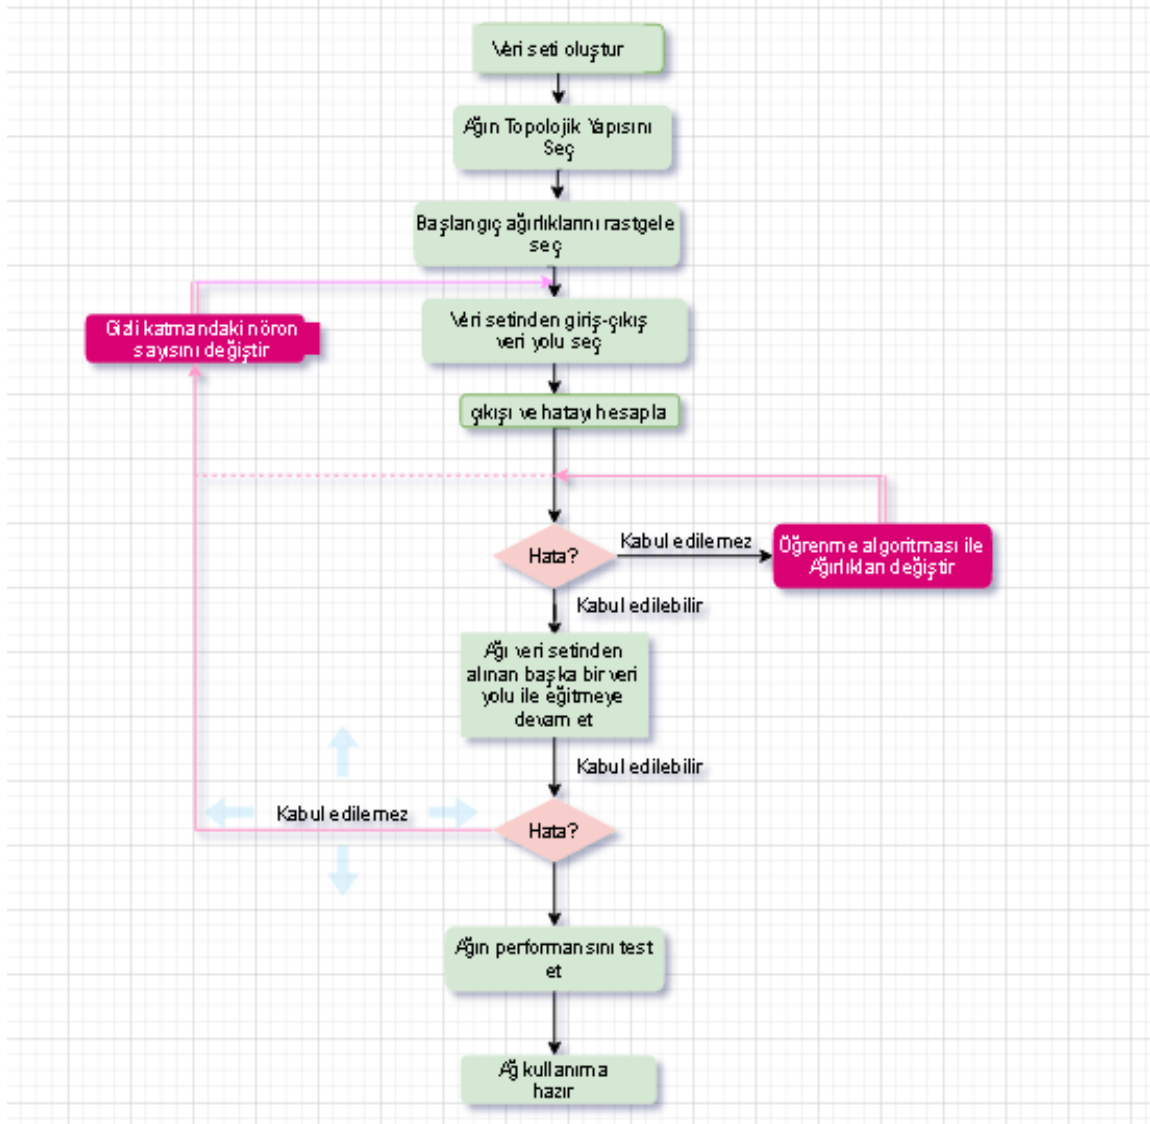 Veri seti oluştur
Ağın Topolojik Yapısını
Seç
Başlangıç ağırlıklarını rastgele
seç
Gizli katmandaki nöron
sayısını değiştir
Veri setinden giriş-çıkış
veri yolu seç
çıkışı ve hatayı hesapla
Hata?
Kabul edilemez
Öğrenme algoritması ile
Ağırlıkları değiştir
Kabul edilebilir
Ağı veri setinden
alınan başka bir veri
yolu ile eğitmeye
devam et
Kabul edilebilir
Kabul edilemez
Hata?
Ağın performansını test
et
Ağ kullanıma
hazır